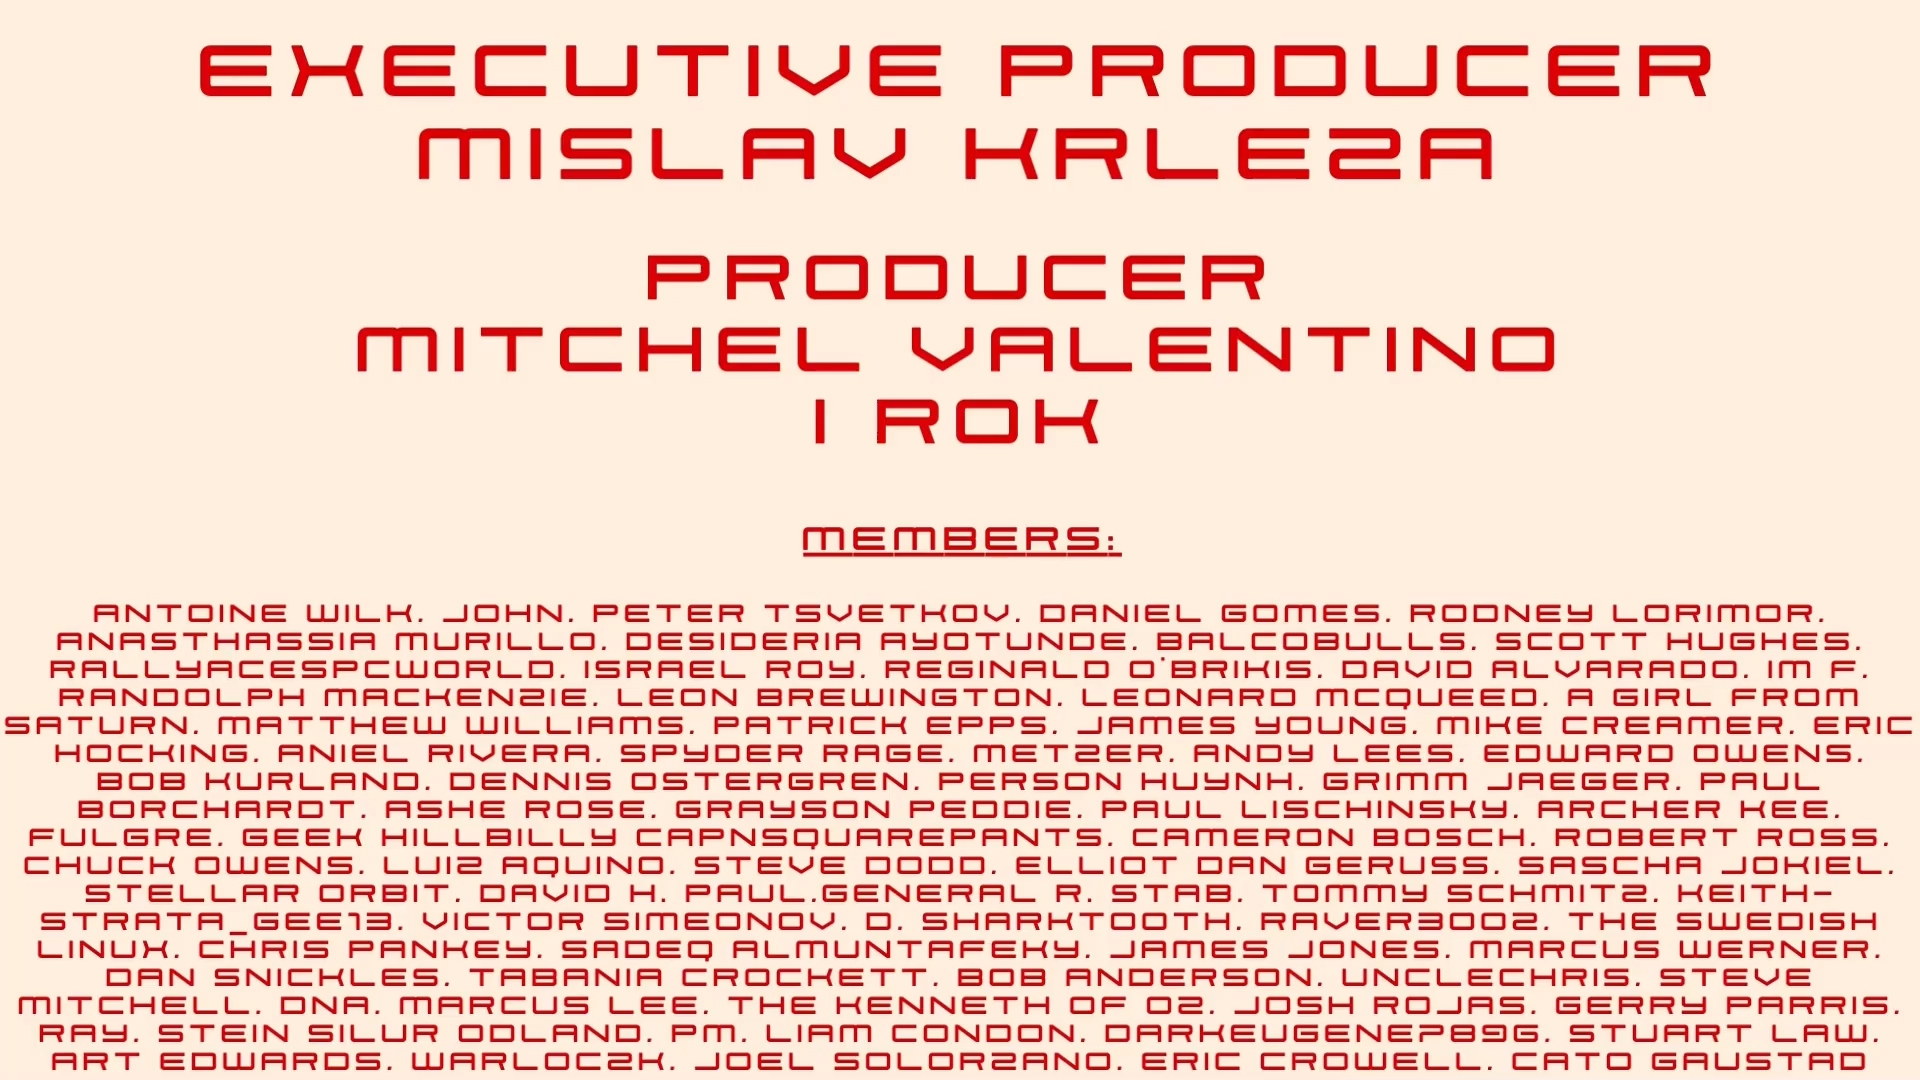 EXECUTIVE PRODUCER
MISLAV KRLEZA
PRODUCER
MITCHEL VALENTINO
I ROK
MEMBERS:
ANTOINE WILK. JOHN. PETER TSVETKOV. DANIEL GOMES. RODNEY LORIMOR.
ANASTHASSIA MURILLO. DESIDERIA AYOTUNDE. BALCOBULLS. SCOTT HUGHES.
RALLYACESPCWORLD. ISRAEL ROY. REGINALD O'BRIKIS. DAVID ALVARADO. IM F.
RANDOLPH MACKENZIE. LEON BREWINGTON. LEONARD MCQUEED. A GIRL FROM
SATURN. MATTHEW WILLIAMS. PATRICK EPPS. JAMES YOUNG. MIKE CREAMER. ERIC
HOCKING. ANIEL RIVERA. SPYDER RAGE. METZER. ANDY LEES. EDWARD OWENS.
BOB KURLAND. DENNIS OSTERGREN. PERSON HUYNH. GRIMM JAEGER. PAUL
BORCHARDT. ASHE ROSE. GRAYSON PEDDIE. PAUL LISCHINSKY. ARCHER KEE.
FULGRE. GEEK HILLBILLY CAPNSQUAREPANTS. CAMERON BOSCH. ROBERT ROSS.
CHUCK OWENS. LUIZ AQUINO. STEVE DODD. ELLIOT DAN GERUSS. SASCHA JOKIEL.
STELLAR ORBIT. DAVID H. PAUL.GENERAL R. STAB. TOMMY SCHMITZ. KEITH-
STRATA_GEE13. VICTOR SIMEONOV. D. SHARKTOOTH. RAVER3002. THE SWEDISH
LINUX. CHRIS PANKEY. SADEQ ALMUNTAFEKY. JAMES JONES. MARCUS WERNER.
DAN SNICKLES. TABANIA CROCKETT. BOB ANDERSON. UNCLECHRIS. STEVE
MITCHELL. DNA. MARCUS LEE. THE KENNETH OF OZ. JOSH ROJAS. GERRY PARRIS.
RAY. STEIN SILUR ODLAND. PM. LIAM CONDON. DARKEUGENEP896. STUART LAW.
ART EDWARDS. WARLOCZK. JOEL SOLORZANO. ERIC CROWELL. CATO GAUSTAD